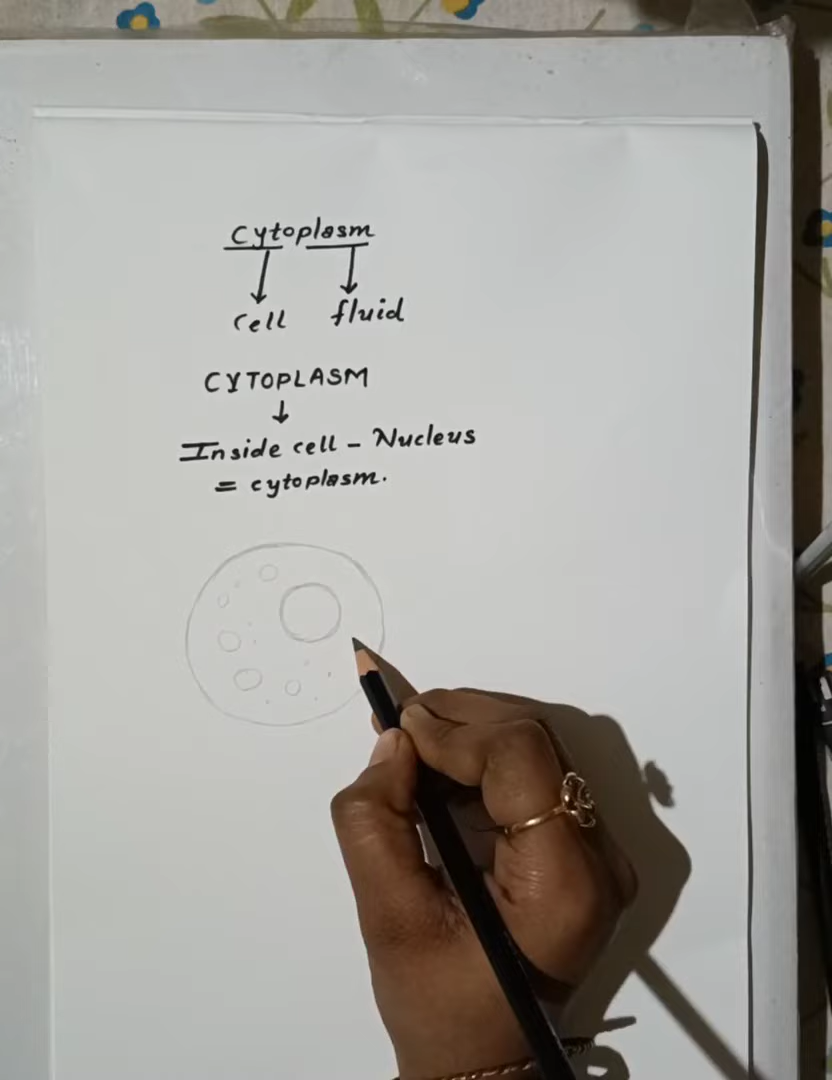 Cytoplasm
cell fluid
CYTOPLASM
Inside cell - Nucleus
= cytoplasm.